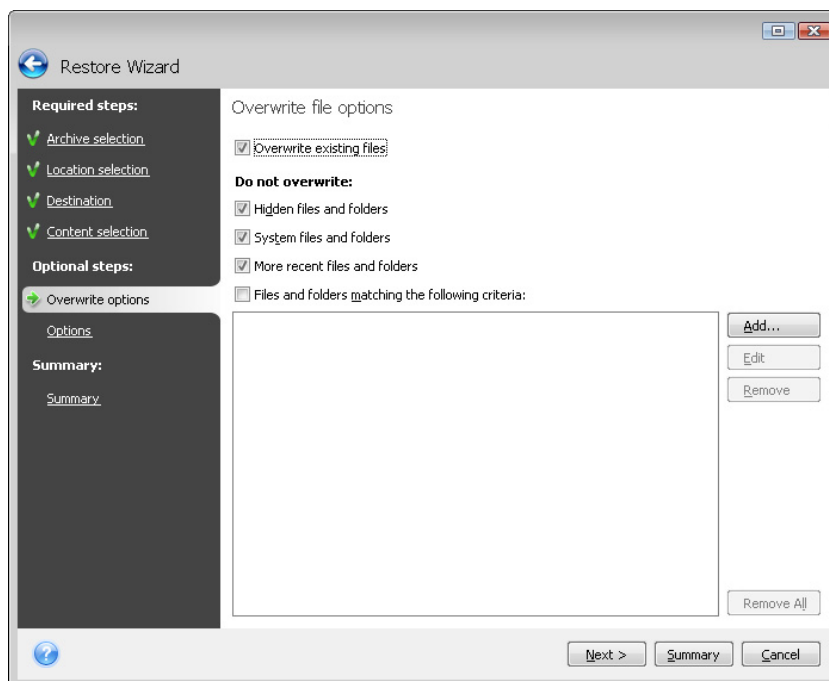 Restore Wizard
Required steps:
Archive selection
Location selection
Destination
Content selection
Optional steps:
Overwrite options
Options
Summary:
Summary
Overwrite file options
Overwrite existing files
Do not overwrite:
Hidden files and folders
System files and folders
More recent files and folders
Files and folders matching the following criteria:
Add...
Edit
Remove
Remove All
?
Next >
Summary
Cancel